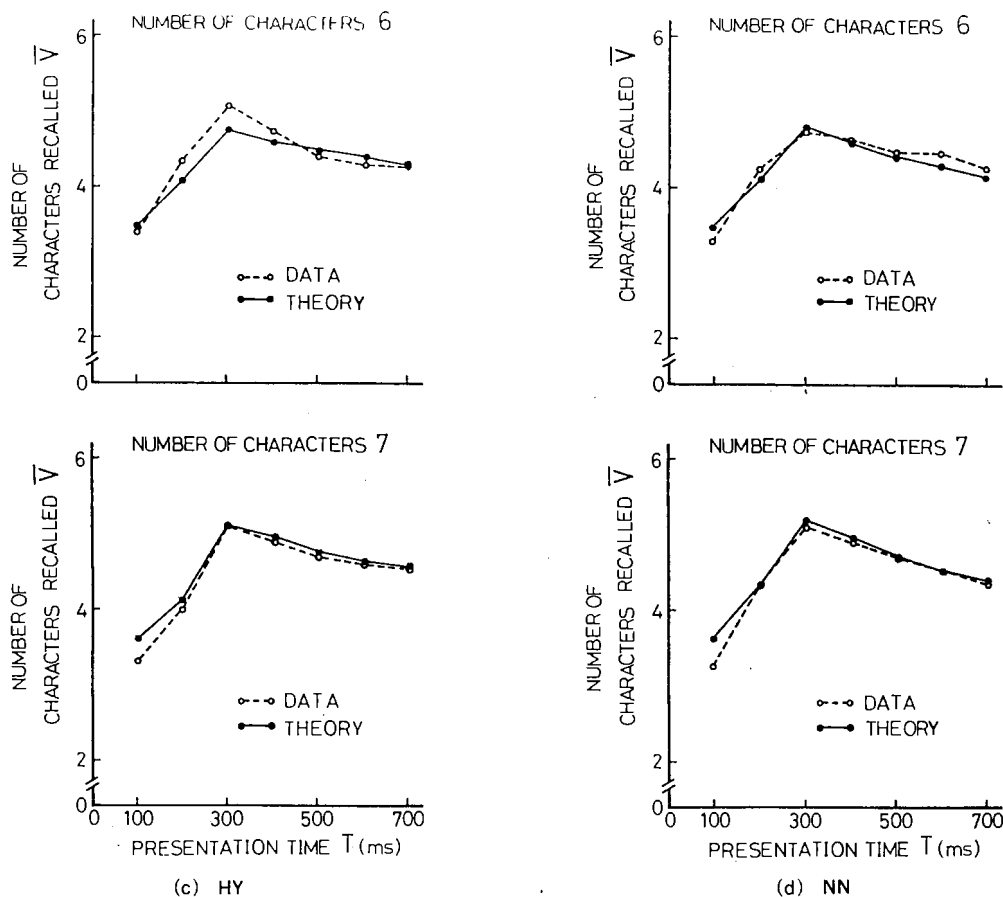 NUMBER OF CHARACTERS 6
6
4
2
0
NUMBER OF
CHARACTERS RECALLED V̅
DATA
THEORY
NUMBER OF CHARACTERS 6
6
4
2
0
NUMBER OF
CHARACTERS RECALLED V̅
DATA
THEORY
NUMBER OF CHARACTERS 7
6
4
2
0
NUMBER OF
CHARACTERS RECALLED V̅
DATA
THEORY
0 100 300 500 700
PRESENTATION TIME T (ms)
(c) HY
NUMBER OF CHARACTERS 7
6
4
2
0
NUMBER OF
CHARACTERS RECALLED V̅
DATA
THEORY
0 100 300 500 700
PRESENTATION TIME T (ms)
(d) NN